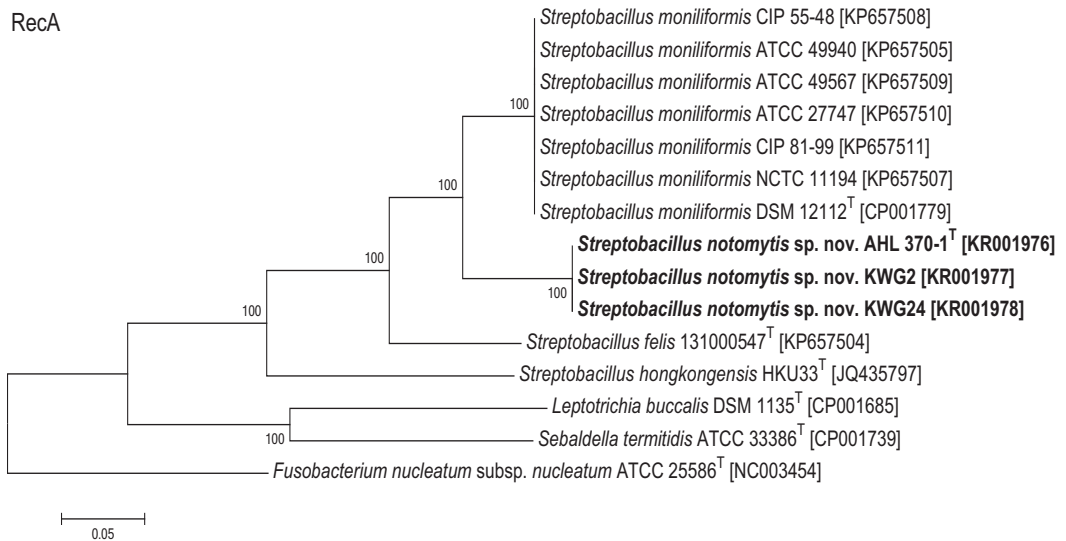 RecA
Streptobacillus moniliformis CIP 55-48 [KP657508]
Streptobacillus moniliformis ATCC 49940 [KP657505]
Streptobacillus moniliformis ATCC 49567 [KP657509]
100
Streptobacillus moniliformis ATCC 27747 [KP657510]
Streptobacillus moniliformis CIP 81-99 [KP657511]
100
Streptobacillus moniliformis NCTC 11194 [KP657507]
Streptobacillus moniliformis DSM 12112T [CP001779]
Streptobacillus notomytis sp. nov. AHL 370-1T [KR001976]
100
Streptobacillus notomytis sp. nov. KWG2 [KR001977]
100
Streptobacillus notomytis sp. nov. KWG24 [KR001978]
100
Streptobacillus felis 131000547T [KP657504]
Streptobacillus hongkongensis HKU33T [JQ435797]
Leptotrichia buccalis DSM 1135T [CP001685]
100
Sebaldella termitidis ATCC 33386T [CP001739]
Fusobacterium nucleatum subsp. nucleatum ATCC 25586T [NC003454]
0.05